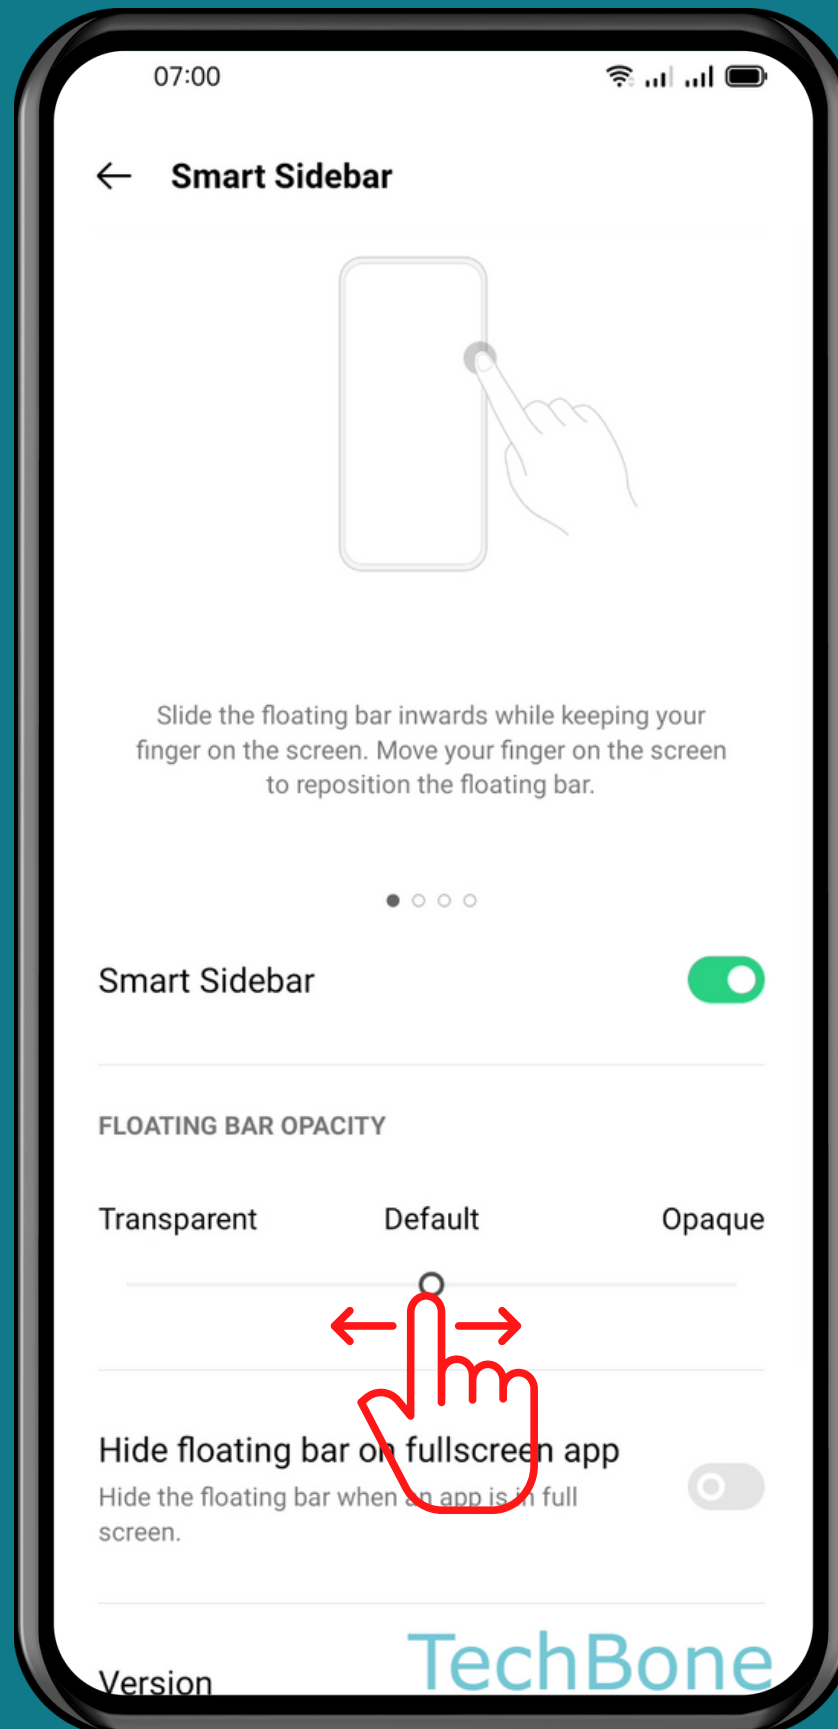 07:00
Smart Sidebar
Slide the floating bar inwards while keeping your
finger on the screen. Move your finger on the screen
to reposition the floating bar.
Smart Sidebar
FLOATING BAR OPACITY
Transparent Default Opaque
Hide floating bar on fullscreen app
Hide the floating bar when an app is in full
screen.
Version
TechBone